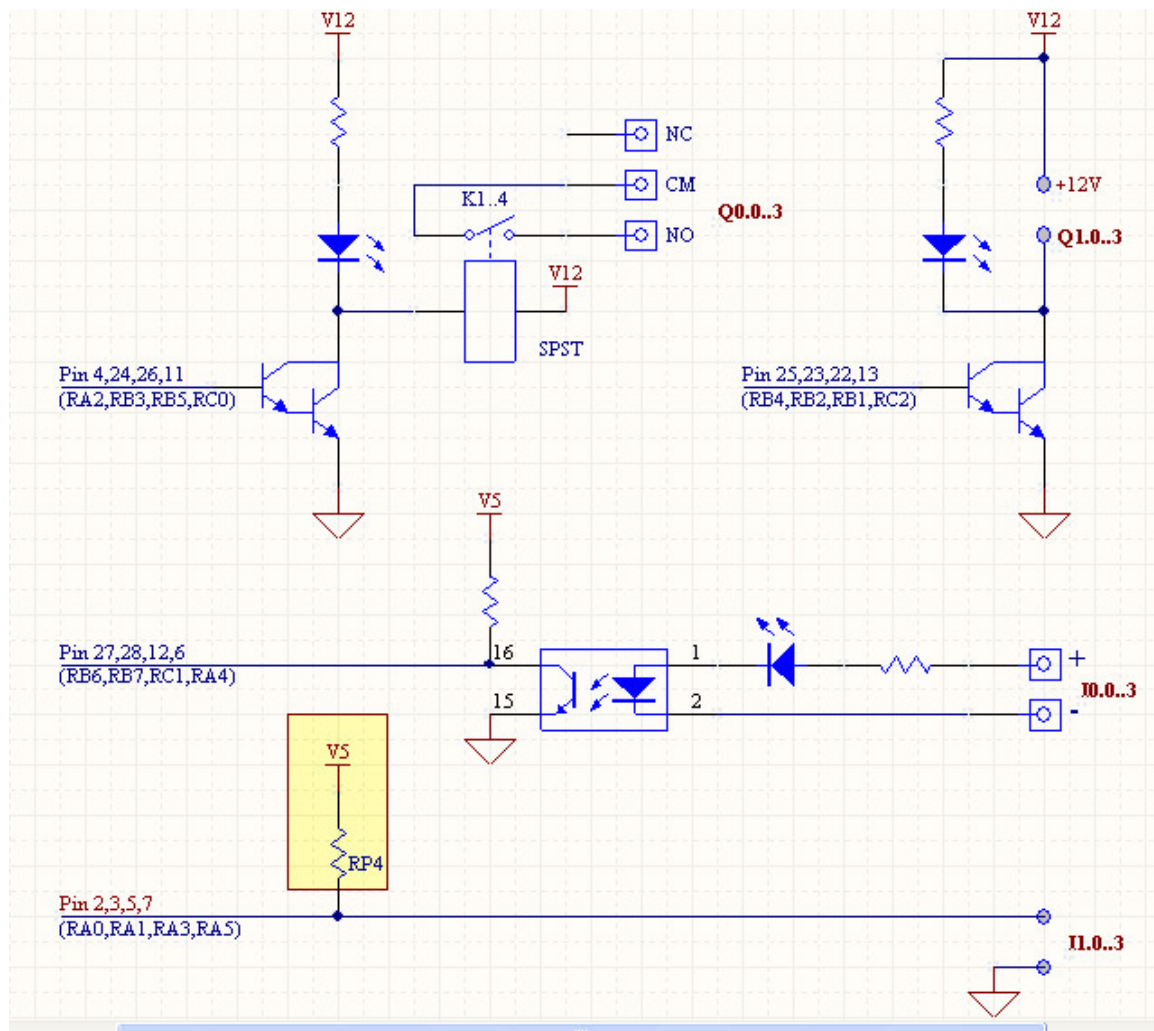 V12
V12
NC
CM
K1..4
Q0.0..3
NO
+12V
Q1.0..3
V12
SPST
Pin 4,24,26,11
(RA2,RB3,RB5,RC0)
Pin 25,23,22,13
(RB4,RB2,RB1,RC2)
V5
Pin 27,28,12,6
(RB6,RB7,RC1,RA4)
16
1
+
15
2
-
I0.0..3
V5
RP4
Pin 2,3,5,7
(RA0,RA1,RA3,RA5)
I1.0..3